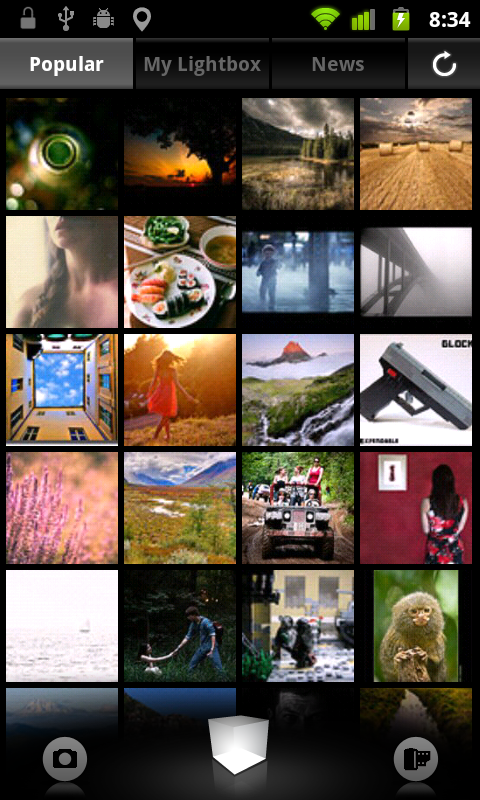 8:34
Popular
My Lightbox
News
GLOCK
EXPENDABLE